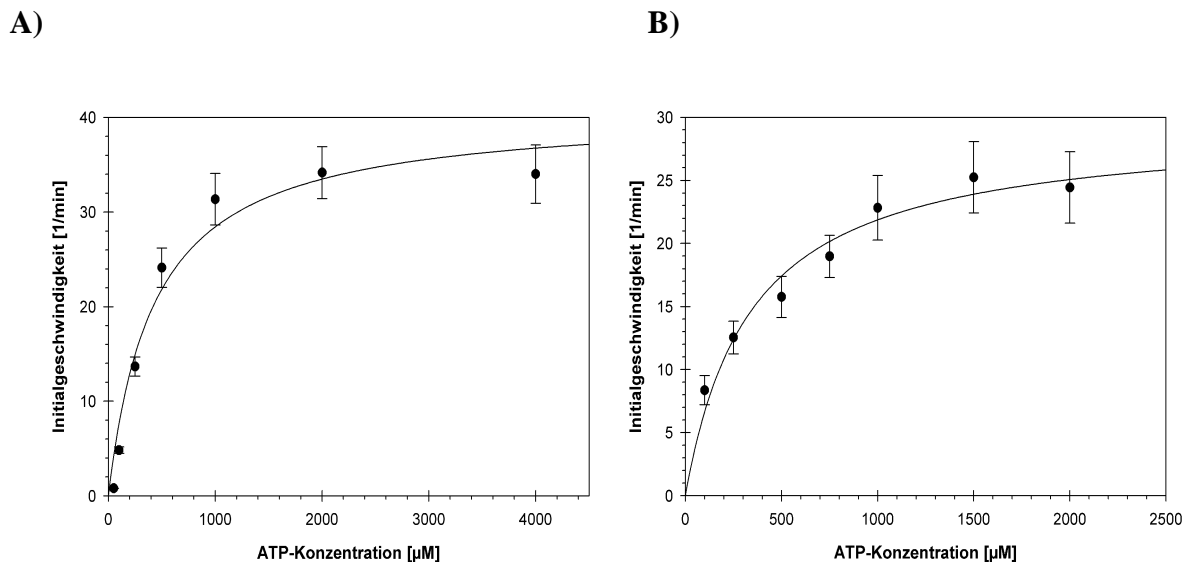 A)
B)
40
30
20
10
0
0 1000 2000 3000 4000
Initialgeschwindigkeit [1/min]
ATP-Konzentration [µM]
30
25
20
15
10
5
0
0 500 1000 1500 2000 2500
Initialgeschwindigkeit [1/min]
ATP-Konzentration [µM]